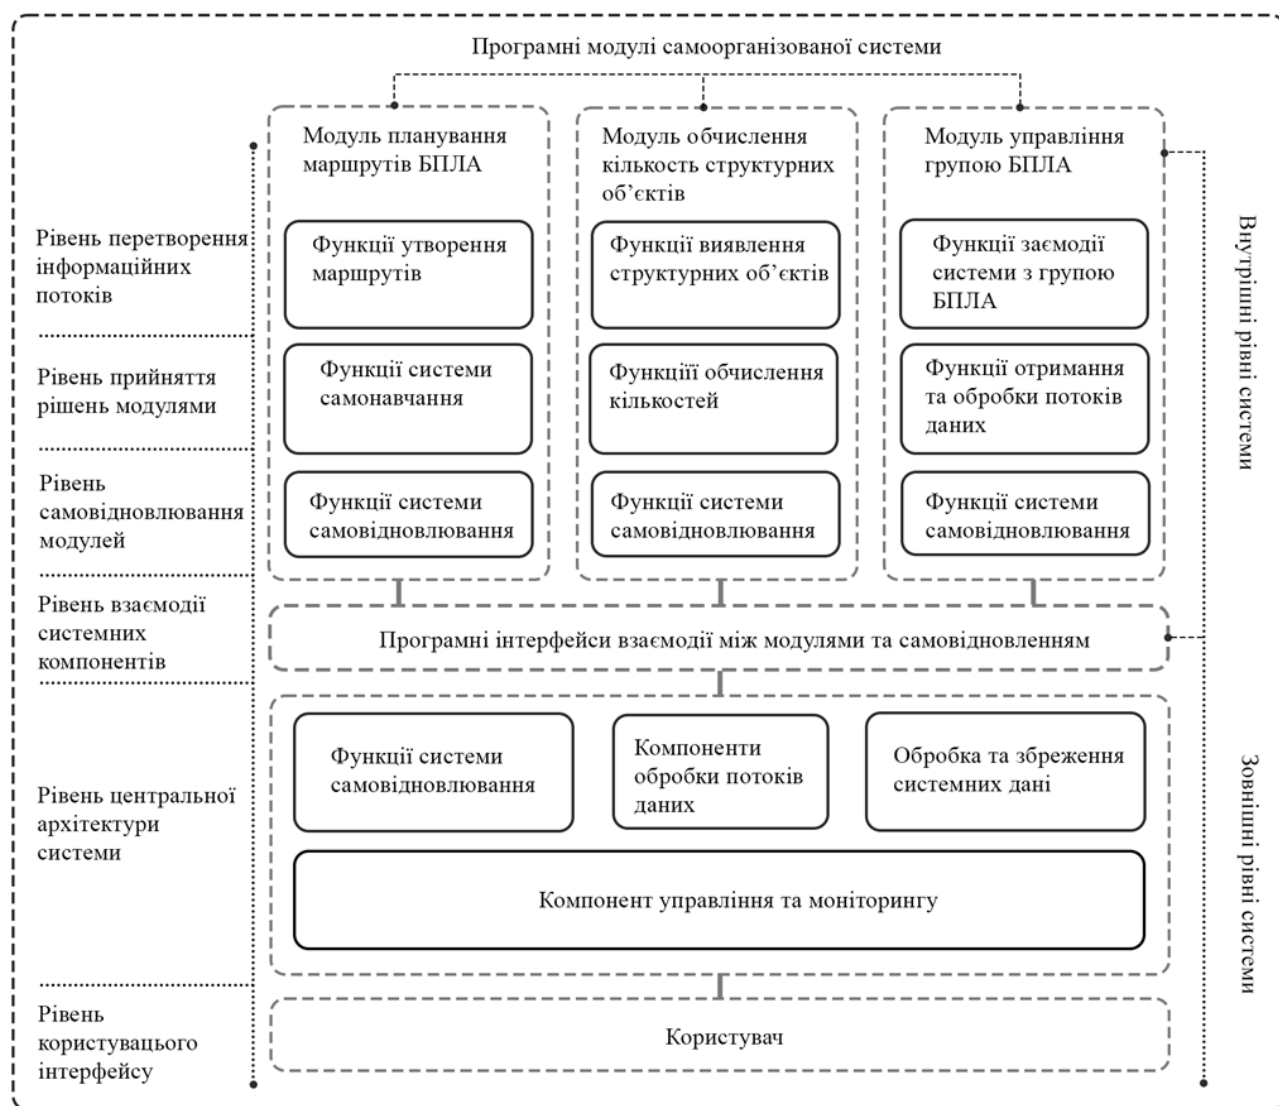 Програмні модулі самоорганізованої системи
Модуль планування
маршрутів БПЛА
Модуль обчислення
кількость структурних
об’єктів
Модуль управління
групою БПЛА
Рівень перетворення
інформаційних
потоків
Функції утворення
маршрутів
Функції виявлення
структурних об’єктів
Функції заємодії
системи з групою
БПЛА
Рівень прийняття
рішень модулями
Функції системи
самонавчання
Функціїї обчислення
кількостей
Функції отримання
та обробки потоків
даних
Рівень
самовідновлювання
модулей
Функції системи
самовідновлювання
Функції системи
самовідновлювання
Функції системи
самовідновлювання
Внутрішні рівні системи
Рівень взаємодії
системних
компонентів
Програмні інтерфейси взаємодії між модулями та самовідновленням
Рівень центральної
архітектури
системи
Функції системи
самовідновлювання
Компоненти
обробки потоків
даних
Обробка та збреження
системних дані
Компонент управління та моніторингу
Зовнішні рівні системи
Рівень
користувацього
інтерфейсу
Користувач